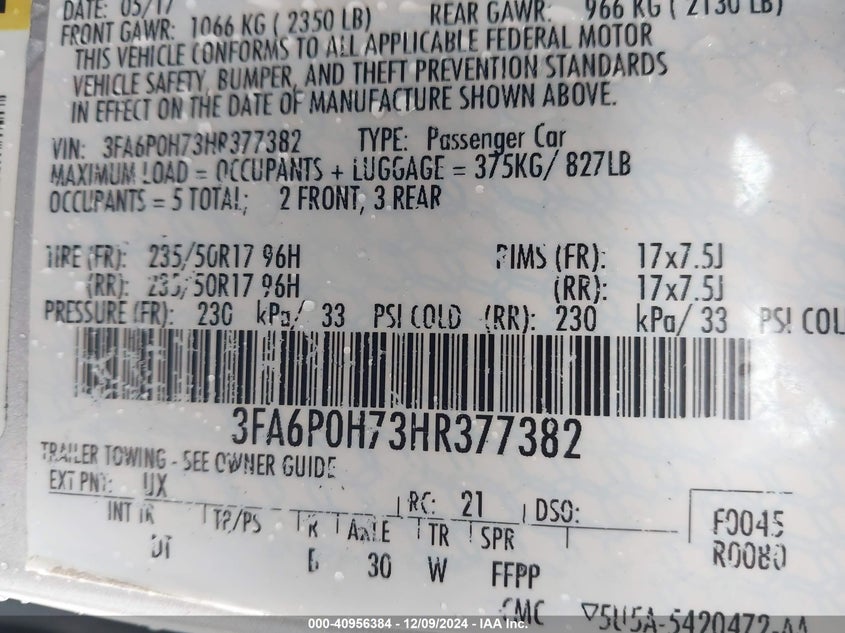 DATE: 05/17
FRONT GAWR: 1066 KG ( 2350 LB) REAR GAWR: 966 KG ( 2130 LB)
THIS VEHICLE CONFORMS TO ALL APPLICABLE FEDERAL MOTOR
VEHICLE SAFETY, BUMPER, AND THEFT PREVENTION STANDARDS
IN EFFECT ON THE DATE OF MANUFACTURE SHOWN ABOVE.
VIN: 3FA6P0H73HR377382 TYPE: Passenger Car
MAXIMUM LOAD = OCCUPANTS + LUGGAGE = 375KG/ 827LB
OCCUPANTS = 5 TOTAL; 2 FRONT, 3 REAR
TIRE (FR): 235/50R17 96H RIMS (FR): 17x7.5J
(RR): 235/50R17 96H (RR): 17x7.5J
PRESSURE (FR): 230 kPa/ 33 PSI COLD (RR): 230 kPa/ 33 PSI COL
3FA6P0H73HR377382
TRAILER TOWING - SEE OWNER GUIDE
EXT PNT: UX RC: 21 DSO:
INT TR TP/PS R AXLE TR SPR F0045
DT 30 W FFPP R0080
CMC ▽5U5A-5420472-AA
000-40956384 - 12/09/2024 - IAA Inc.